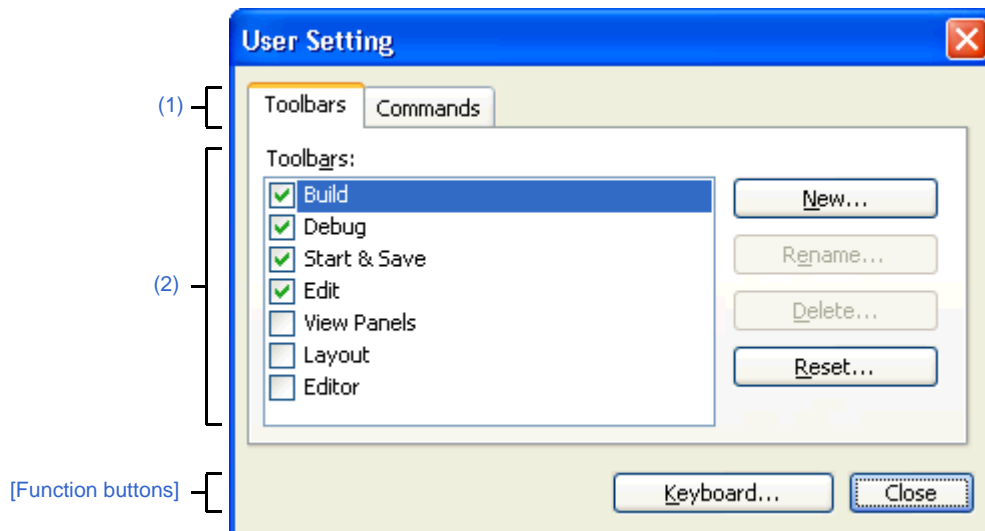 User Setting
(1)
Toolbars Commands
Toolbars:
(2)
Build
Debug
Start & Save
Edit
View Panels
Layout
Editor
New...
Rename...
Delete...
Reset...
[Function buttons]
Keyboard... Close